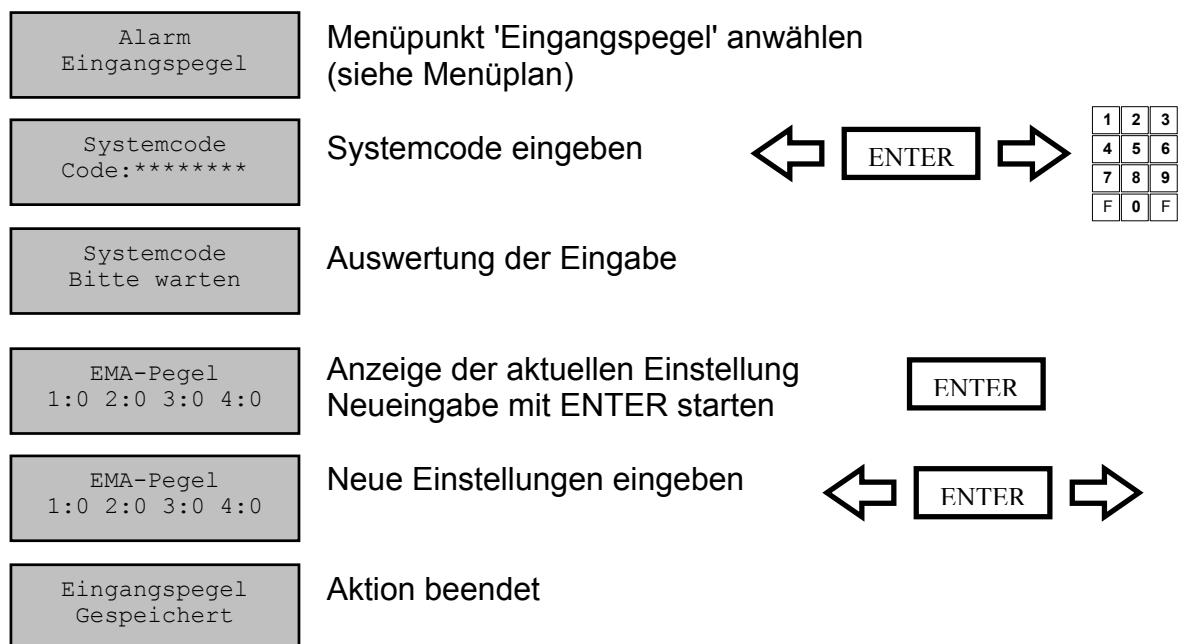 Alarm
Eingangspegel
Menüpunkt 'Eingangspegel' anwählen
(siehe Menüplan)
Systemcode
Code:********
Systemcode eingeben
ENTER
1 2 3
4 5 6
7 8 9
F 0 F
Systemcode
Bitte warten
Auswertung der Eingabe
EMA-Pegel
1:0 2:0 3:0 4:0
Anzeige der aktuellen Einstellung
Neueingabe mit ENTER starten
ENTER
EMA-Pegel
1:0 2:0 3:0 4:0
Neue Einstellungen eingeben
ENTER
Eingangspegel
Gespeichert
Aktion beendet